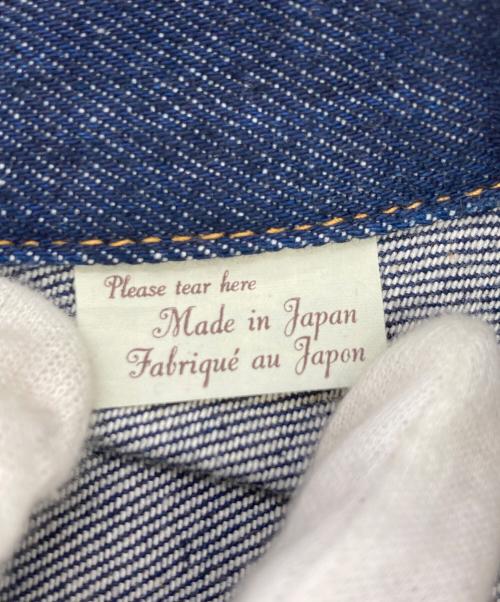 Please tear here
Made in Japan
Fabriqué au Japon